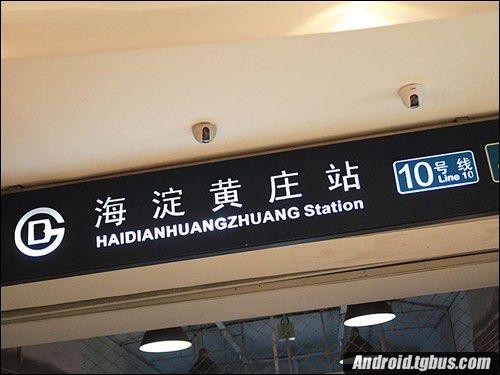 海淀黄庄站
HAIDIANHUANGZHUANG Station
10号线
Line 10
Android.tgbus.com